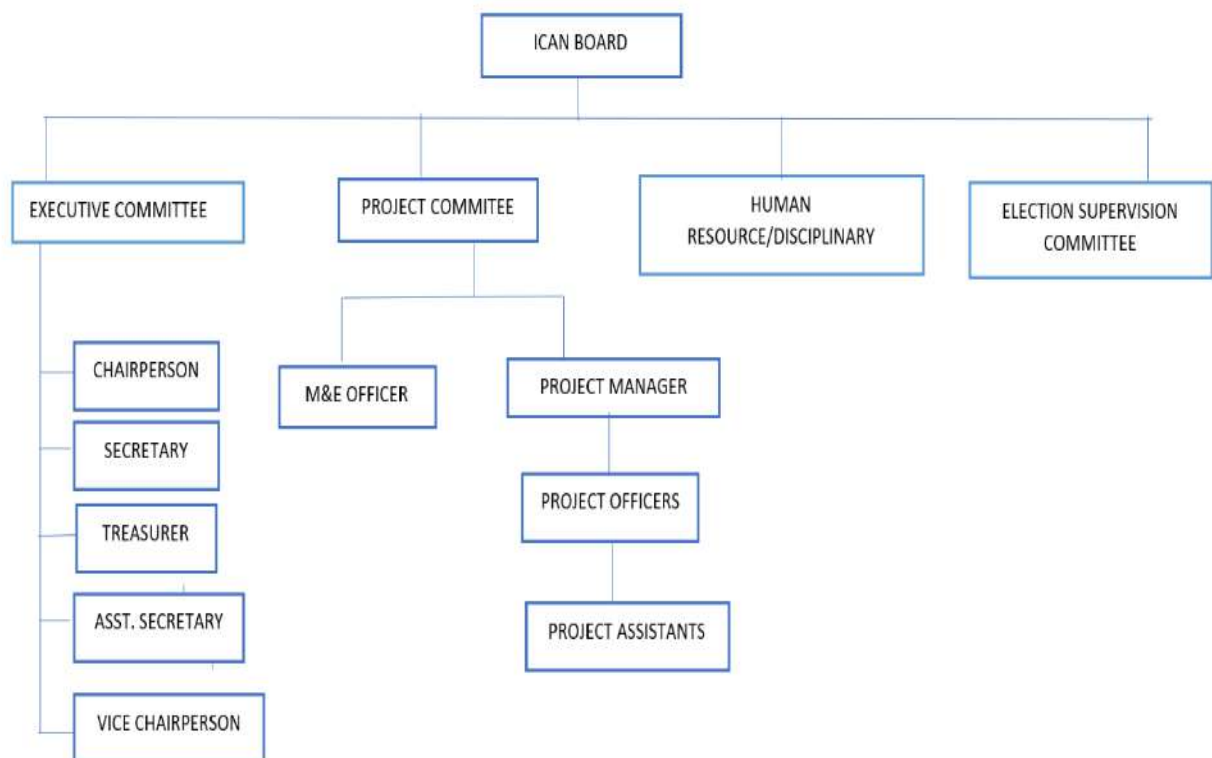 ICAN BOARD
EXECUTIVE COMMITTEE
PROJECT COMMITEE
HUMAN
RESOURCE/DISCIPLINARY
ELECTION SUPERVISION
COMMITTEE
CHAIRPERSON
SECRETARY
TREASURER
ASST. SECRETARY
VICE CHAIRPERSON
M&E OFFICER
PROJECT MANAGER
PROJECT OFFICERS
PROJECT ASSISTANTS